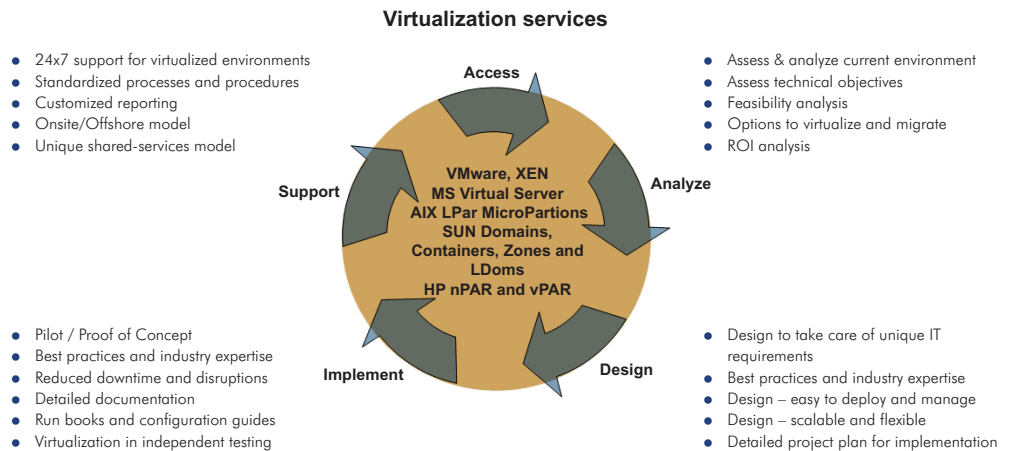 Virtualization services
24x7 support for virtualized environments
Standardized processes and procedures
Customized reporting
Onsite/Offshore model
Unique shared-services model
Access
Assess & analyze current environment
Assess technical objectives
Feasibility analysis
Options to virtualize and migrate
ROI analysis
Support
Analyze
VMware, XEN
MS Virtual Server
AIX LPar MicroPartions
SUN Domains,
Containers, Zones and
LDoms
HP nPAR and vPAR
Pilot / Proof of Concept
Best practices and industry expertise
Reduced downtime and disruptions
Detailed documentation
Run books and configuration guides
Virtualization in independent testing
Implement
Design
Design to take care of unique IT
requirements
Best practices and industry expertise
Design – easy to deploy and manage
Design – scalable and flexible
Detailed project plan for implementation